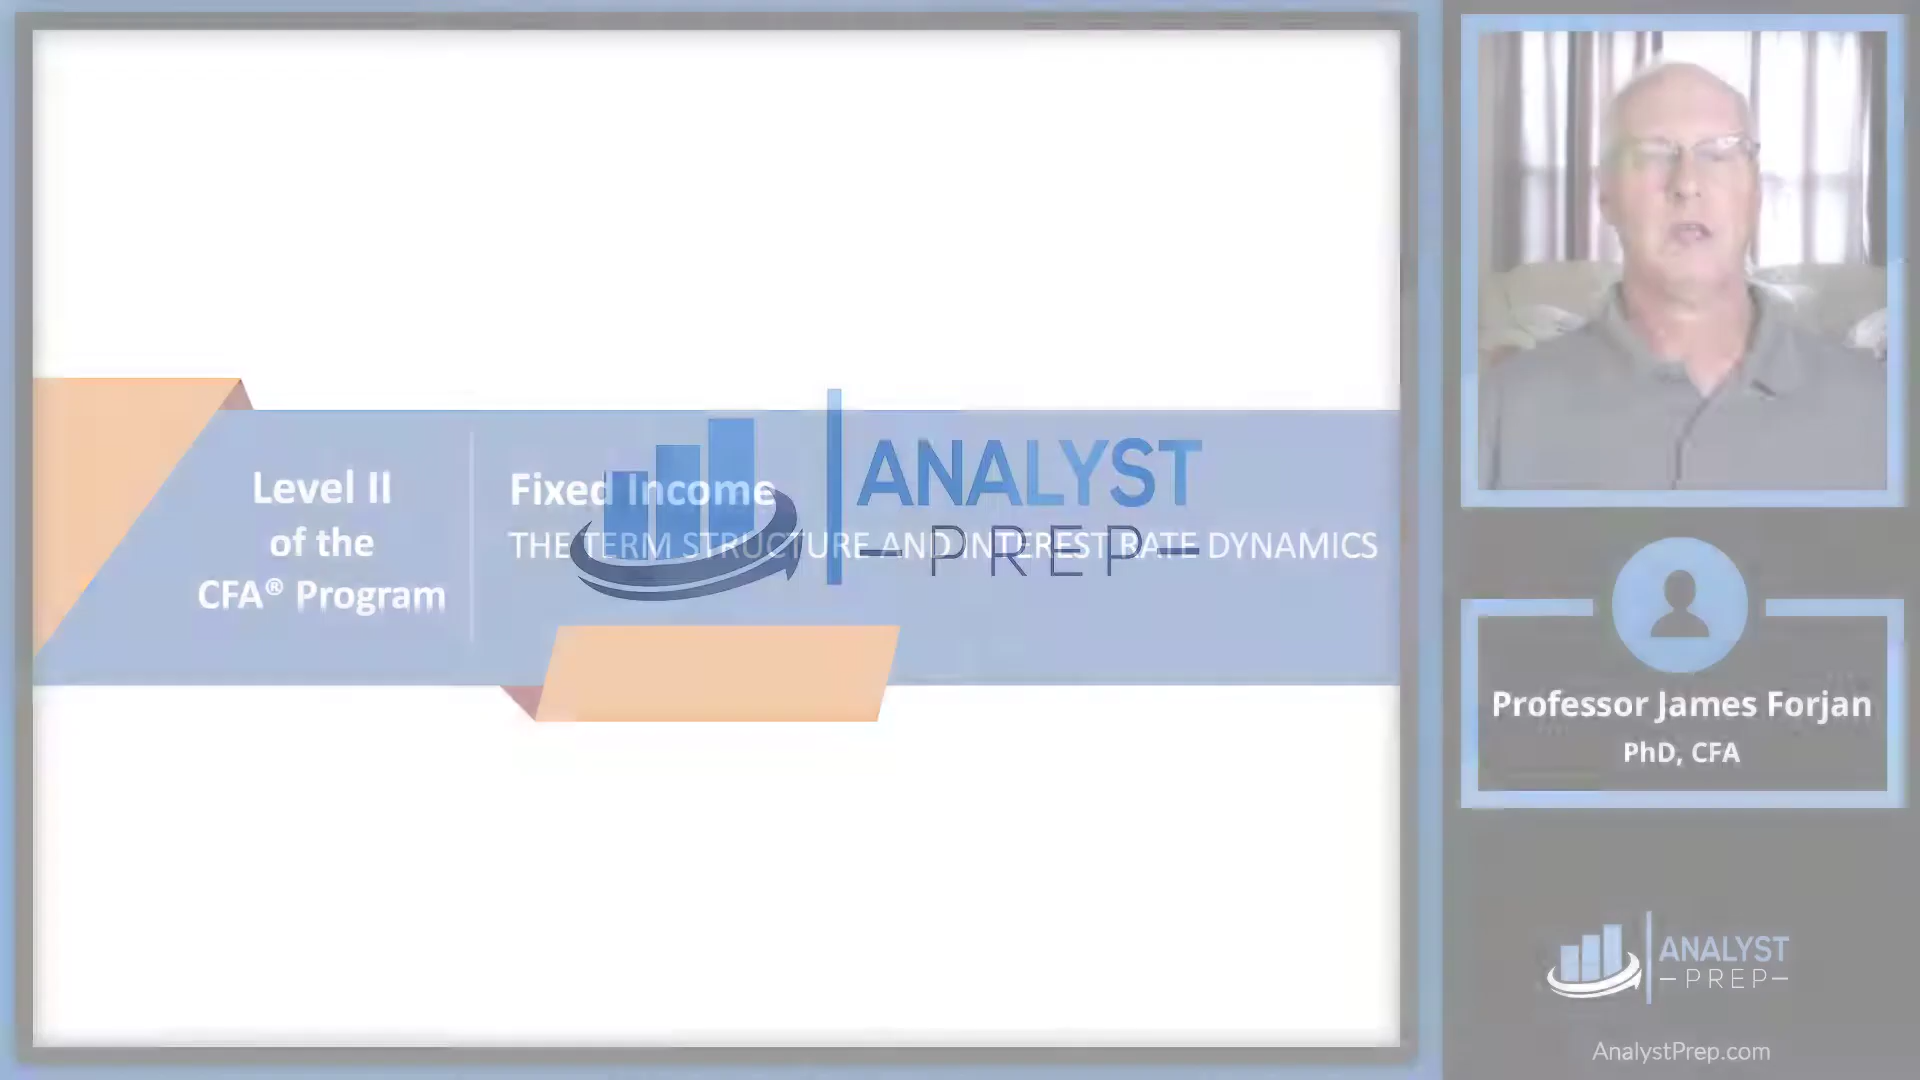 Level II
of the
CFA® Program
Fixed Income
THE TERM STRUCTURE AND INTEREST RATE DYNAMICS
ANALYST
–PREP–
Professor James Forjan
PhD, CFA
ANALYST
–PREP–
AnalystPrep.com